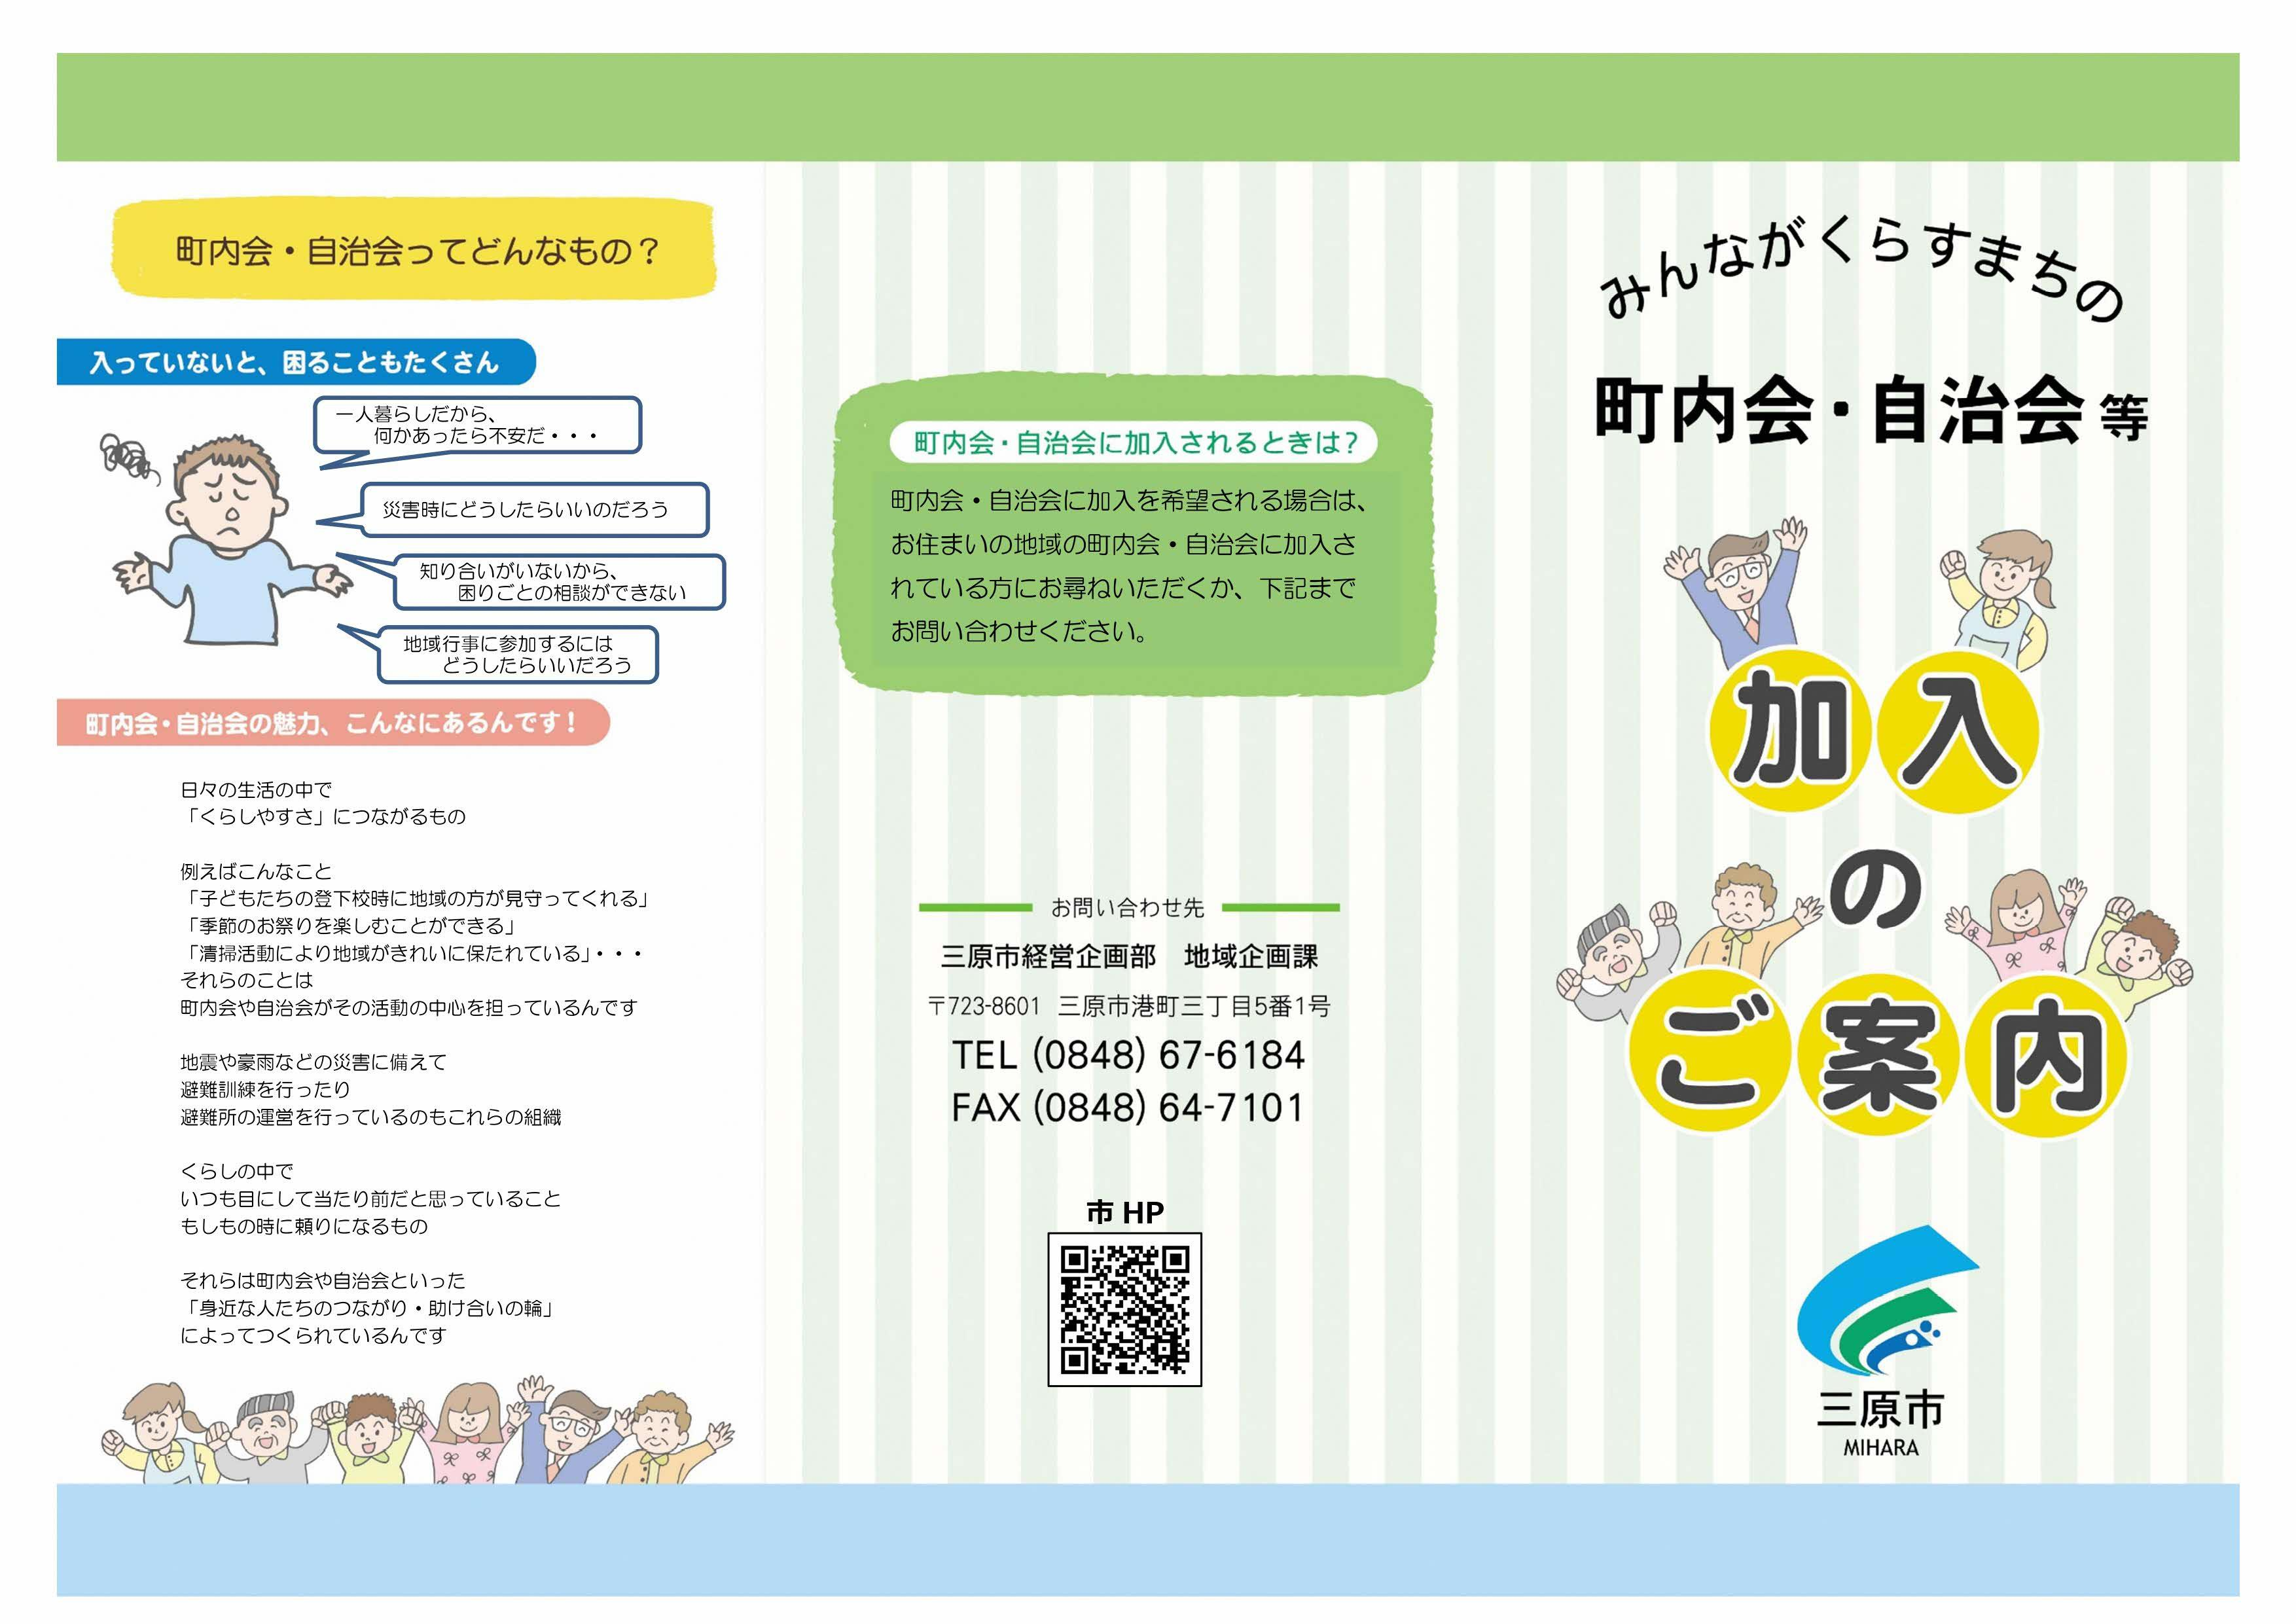 町内会・自治会ってどんなもの？
入っていないと、困ることもたくさん
一人暮らしだから、
何かあったら不安だ・・・
災害時にどうしたらいいのだろう
知り合いがいないから、
困りごとの相談ができない
地域行事に参加するには
どうしたらいいだろう
町内会・自治会の魅力、こんなにあるんです！
日々の生活の中で
「くらしやすさ」につながるもの
例えばこんなこと
「子どもたちの登下校時に地域の方が見守ってくれる」
「季節のお祭りを楽しむことができる」
「清掃活動により地域がきれいに保たれている」・・・
それらのことは
町内会や自治会がその活動の中心を担っているんです
地震や豪雨などの災害に備えて
避難訓練を行ったり
避難所の運営を行っているのもこれらの組織
くらしの中で
いつも目にして当たり前だと思っていること
もしもの時に頼りになるもの
それらは町内会や自治会といった
「身近な人たちのつながり・助け合いの輪」
によってつくられているんです
町内会・自治会に加入されるときは？
町内会・自治会に加入を希望される場合は、
お住まいの地域の町内会・自治会に加入さ
れている方にお尋ねいただくか、下記まで
お問い合わせください。
お問い合わせ先
三原市経営企画部　地域企画課
〒723-8601 三原市港町三丁目5番1号
TEL (0848) 67-6184
FAX (0848) 64-7101
市 HP
みんながくらすまちの
町内会・自治会 等
加入
の
ご案内
三原市
MIHARA